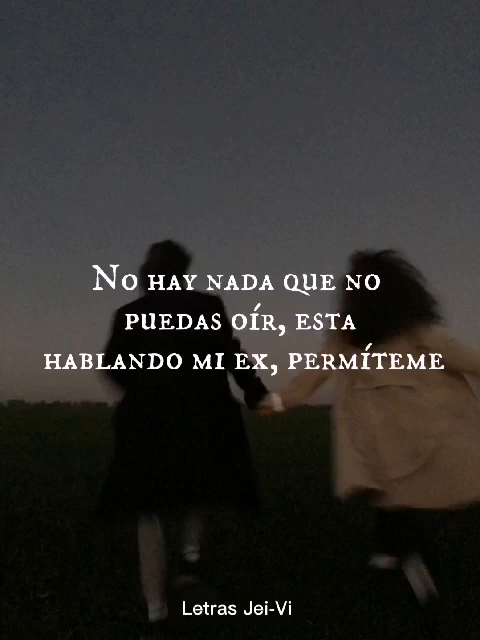 No hay nada que no
puedas oír, esta
hablando mi ex, permíteme
Letras Jei-Vi